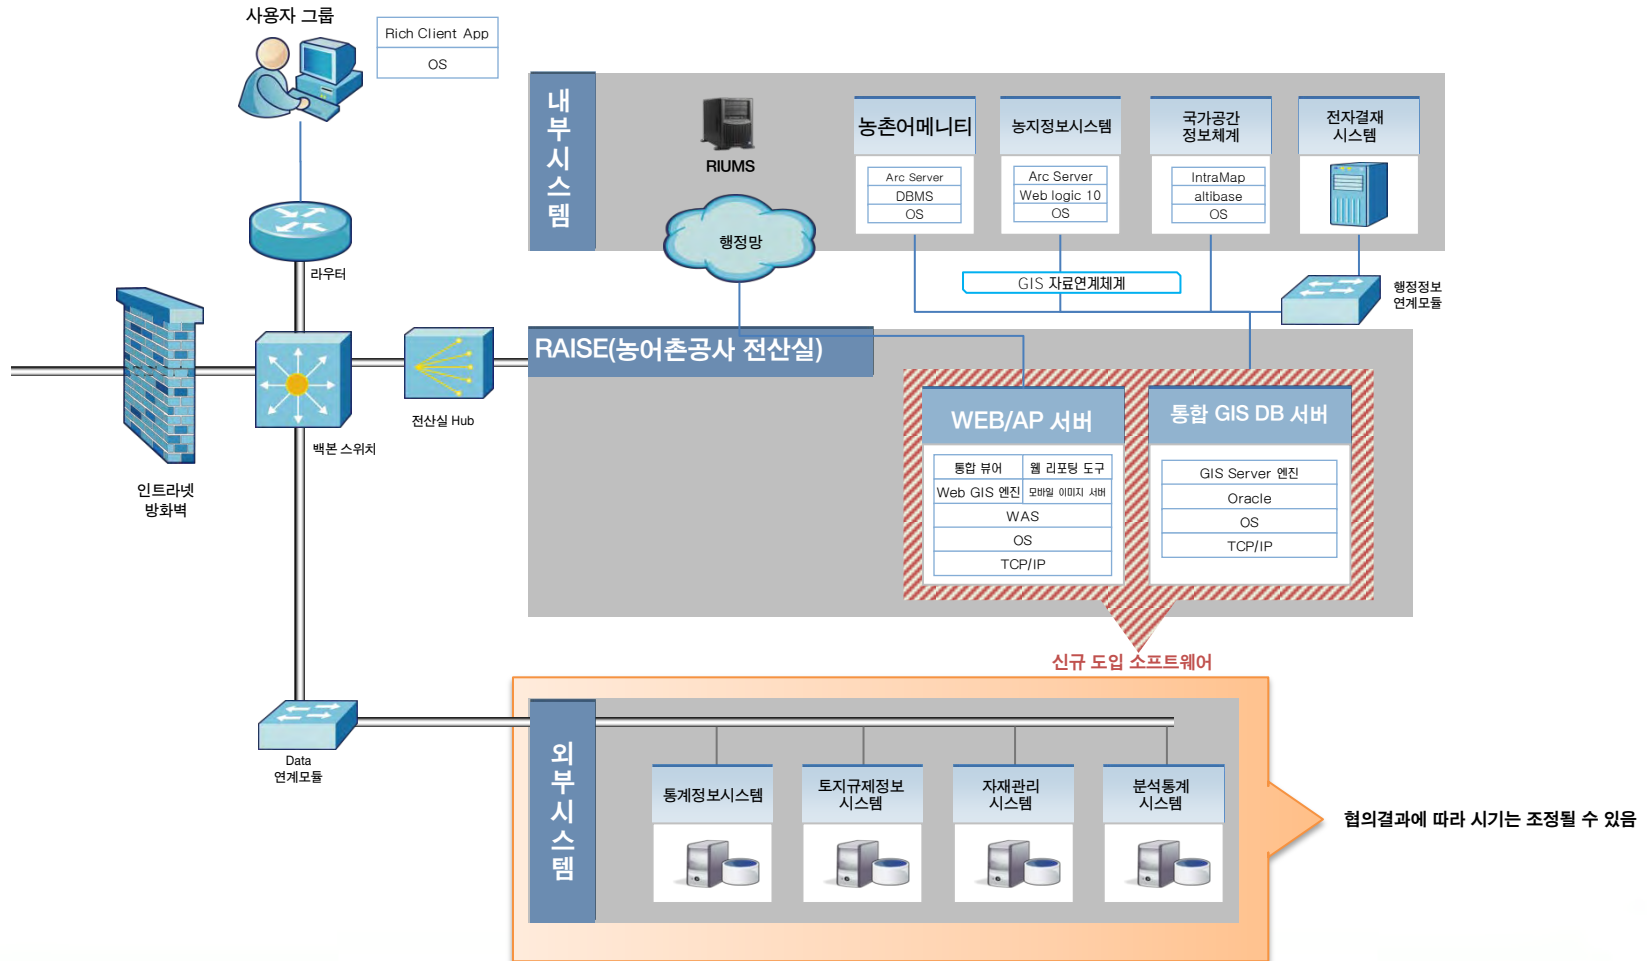 사용자 그룹
Rich Client App
OS
내부시스템
RIUMS
행정망
농촌어메니티
Arc Server
DBMS
OS
농지정보시스템
Arc Server
Web logic 10
OS
국가공간
정보체계
IntraMap
altibase
OS
전자결재
시스템
GIS 자료연계체계
행정정보
연계모듈
라우터
인트라넷
방화벽
백본 스위치
전산실 Hub
RAISE(농어촌공사 전산실)
WEB/AP 서버
통합 뷰어
웹 리포팅 도구
Web GIS 엔진
모바일 이미지 서버
WAS
OS
TCP/IP
통합 GIS DB 서버
GIS Server 엔진
Oracle
OS
TCP/IP
신규 도입 소프트웨어
Data
연계모듈
외부시스템
통계정보시스템
토지규제정보
시스템
자재관리
시스템
분석통계
시스템
협의결과에 따라 시기는 조정될 수 있음